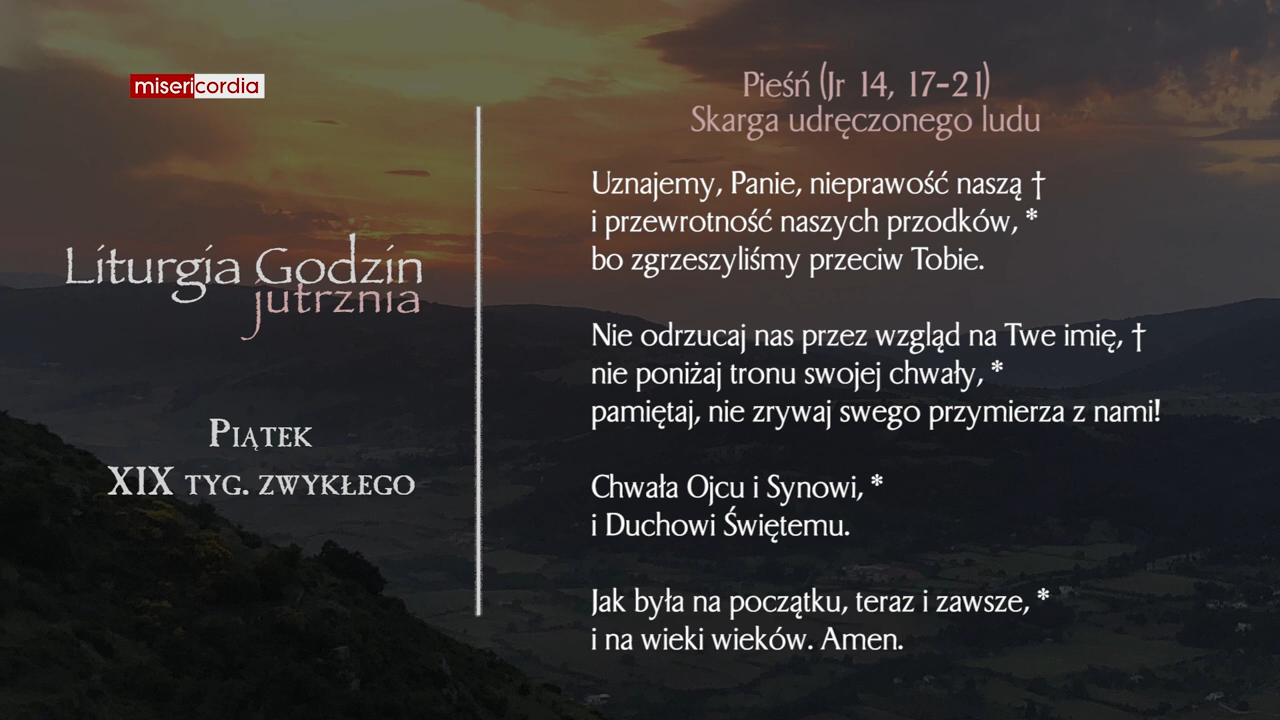 misericordia
Liturgia Godzin
jutrznia
Piątek
XIX tyg. zwykłego
Pieśń (Jr 14, 17-21)
Skarga udręczonego ludu
Uznajemy, Panie, nieprawość naszą †
i przewrotność naszych przodków, *
bo zgrzeszyliśmy przeciw Tobie.
Nie odrzucaj nas przez wzgląd na Twe imię, †
nie poniżaj tronu swojej chwały, *
pamiętaj, nie zrywaj swego przymierza z nami!
Chwała Ojcu i Synowi, *
i Duchowi Świętemu.
Jak była na początku, teraz i zawsze, *
i na wieki wieków. Amen.